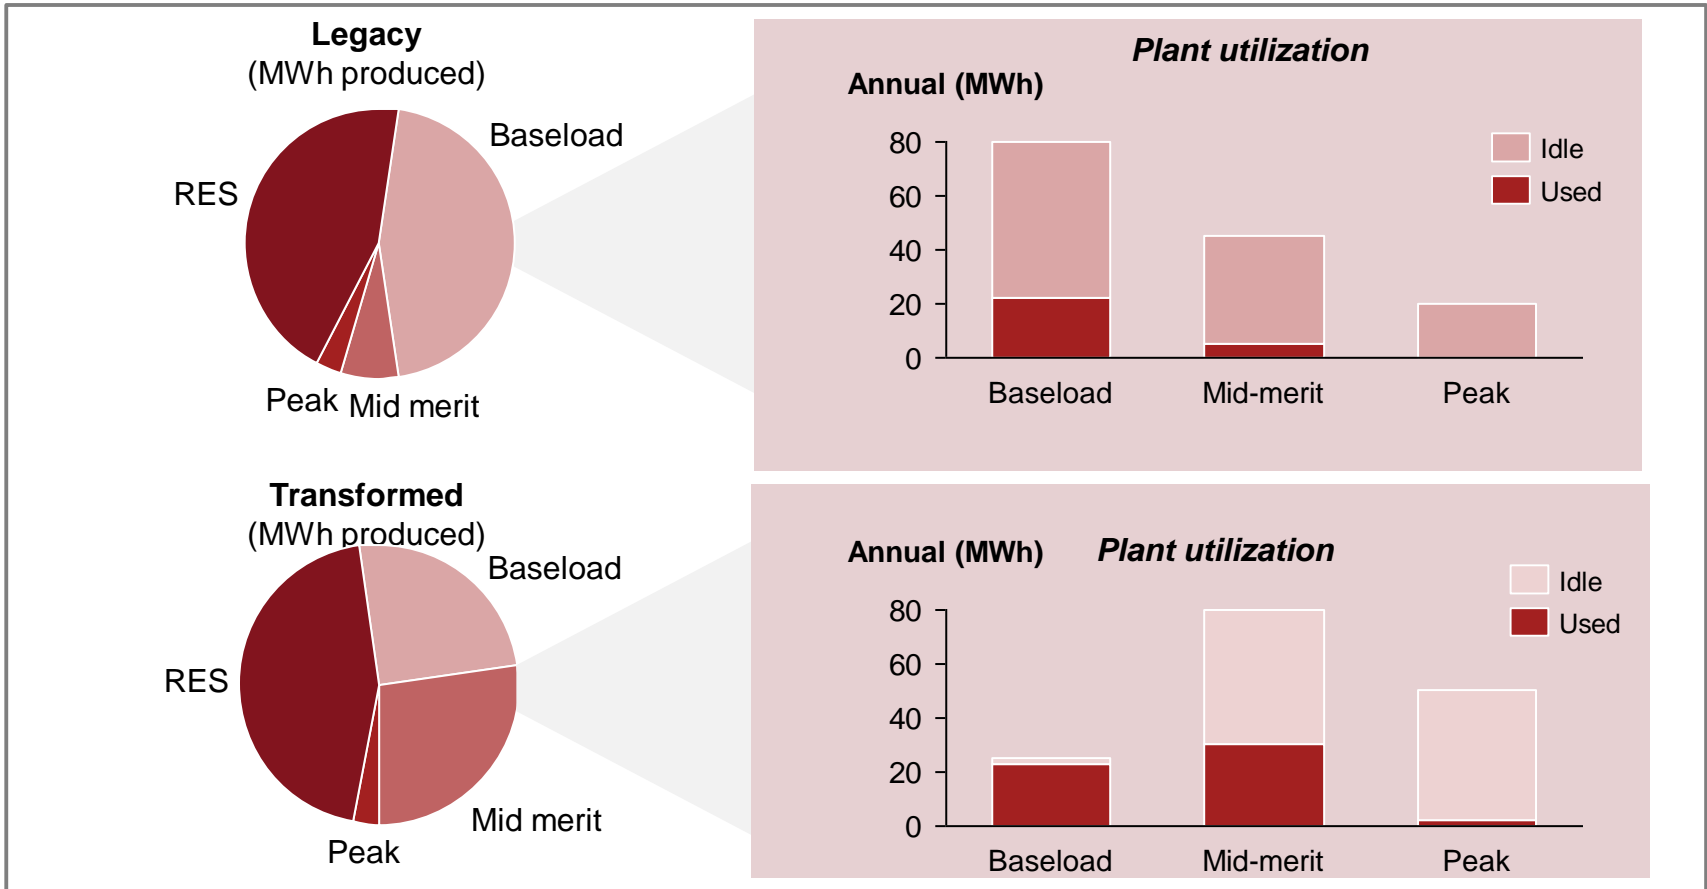 Legacy
(MWh produced)
Baseload
RES
Peak
Mid merit
Plant utilization
Annual (MWh)
80
60
40
20
0
Idle
Used
Baseload
Mid-merit
Peak
Transformed
(MWh produced)
Baseload
RES
Mid merit
Peak
Annual (MWh)
Plant utilization
80
60
40
20
0
Idle
Used
Baseload
Mid-merit
Peak